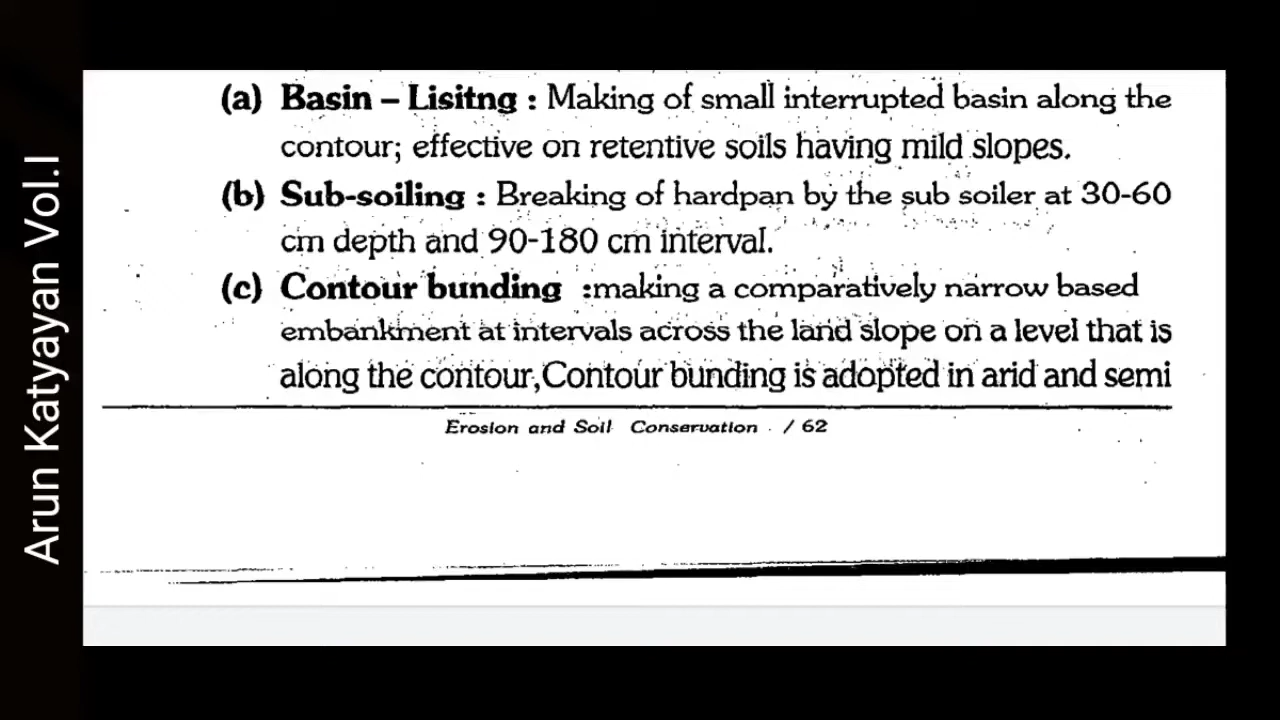 Arun Katyayan Vol.I
(a) Basin – Lisitng : Making of small interrupted basin along the
contour; effective on retentive soils having mild slopes.
(b) Sub-soiling : Breaking of hardpan by the sub soiler at 30-60
cm depth and 90-180 cm interval.
(c) Contour bunding :making a comparatively narrow based
embankment at intervals across the land slope on a level that is
along the contour,Contour bunding is adopted in arid and semi
Erosion and Soil Conservation / 62